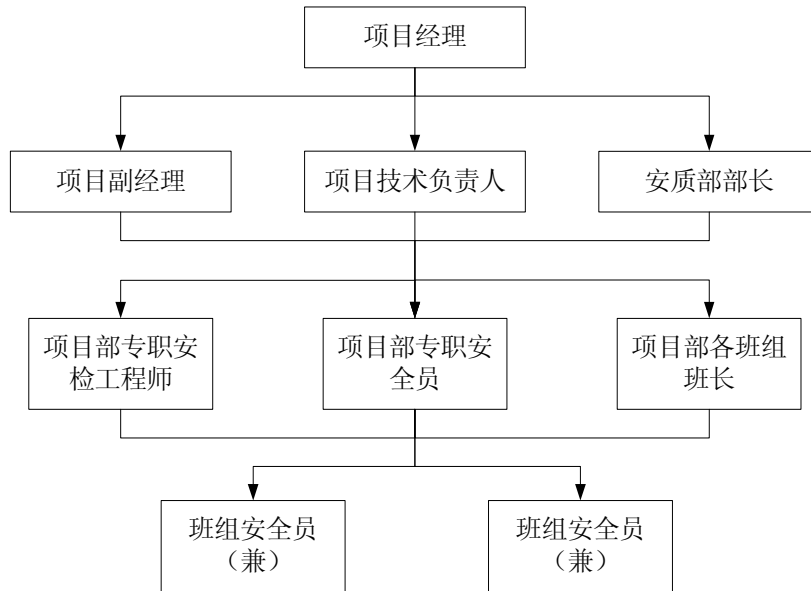 项目经理
项目副经理
项目技术负责人
安质部部长
项目部专职安
检工程师
项目部专职安
全员
项目部各班组
班长
班组安全员
（兼）
班组安全员
（兼）